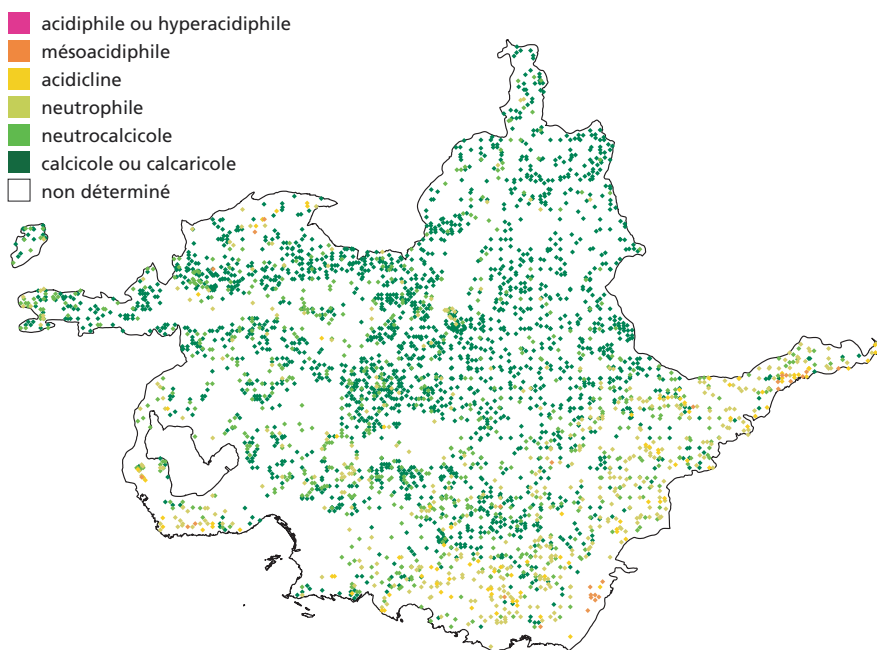 acidiphile ou hyperacidiphile
mésoacidiphile
acidicline
neutrophile
neutrocalcicole
calcicole ou calcaricole
non déterminé